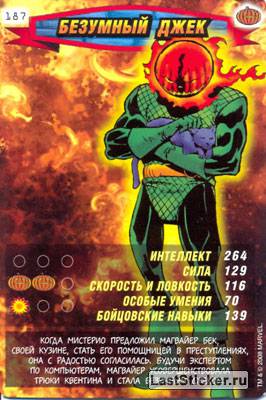 187
БЕЗУМНЫЙ ДЖЕК
ИНТЕЛЛЕКТ 264
СИЛА 129
СКОРОСТЬ И ЛОВКОСТЬ 116
ОСОБЫЕ УМЕНИЯ 70
БОЙЦОВСКИЕ НАВЫКИ 139
КОГДА МИСТЕРИО ПРЕДЛОЖИЛ МАГВАЙЕР БЕК,
СВОЕЙ КУЗИНЕ, СТАТЬ ЕГО ПОМОЩНИЦЕЙ В ПРЕСТУПЛЕНИЯХ,
ОНА С РАДОСТЬЮ СОГЛАСИЛАСЬ. БУДУЧИ ЭКСПЕРТОМ
ПО КОМПЬЮТЕРАМ, МАГВАЙЕР УСОВЕРШЕНСТВОВАЛА
ТРЮКИ КВЕНТИНА И СТАЛА
TM & © 2008 MARVEL
LastSticker.ru